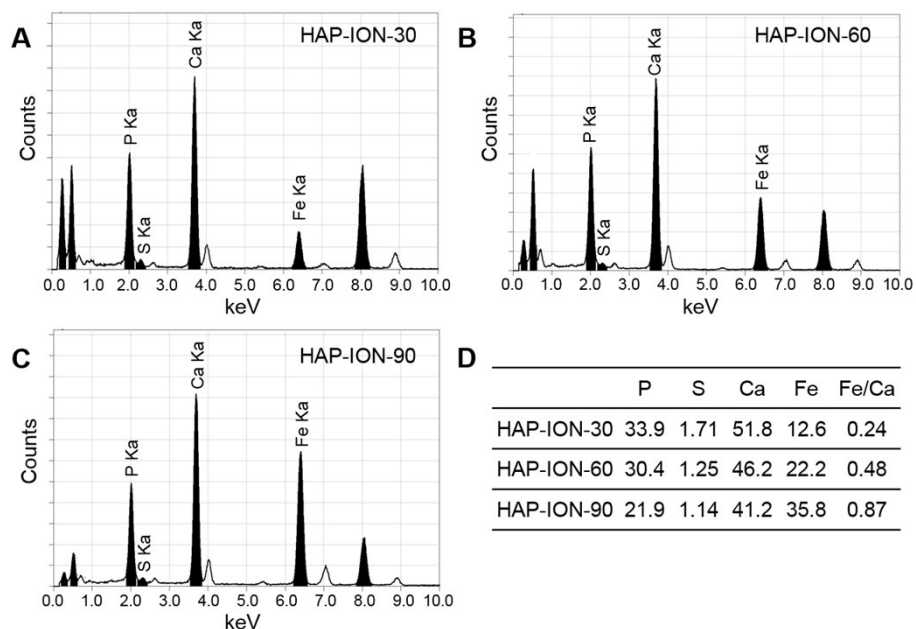 A
HAP-ION-30
Counts
P Ka
S Ka
Ca Ka
Fe Ka
0.0 1.0 2.0 3.0 4.0 5.0 6.0 7.0 8.0 9.0 10.0
keV
B
HAP-ION-60
Counts
P Ka
S Ka
Ca Ka
Fe Ka
0.0 1.0 2.0 3.0 4.0 5.0 6.0 7.0 8.0 9.0 10.0
keV
C
HAP-ION-90
Counts
P Ka
S Ka
Ca Ka
Fe Ka
0.0 1.0 2.0 3.0 4.0 5.0 6.0 7.0 8.0 9.0 10.0
keV
D
P S Ca Fe Fe/Ca
HAP-ION-30 33.9 1.71 51.8 12.6 0.24
HAP-ION-60 30.4 1.25 46.2 22.2 0.48
HAP-ION-90 21.9 1.14 41.2 35.8 0.87